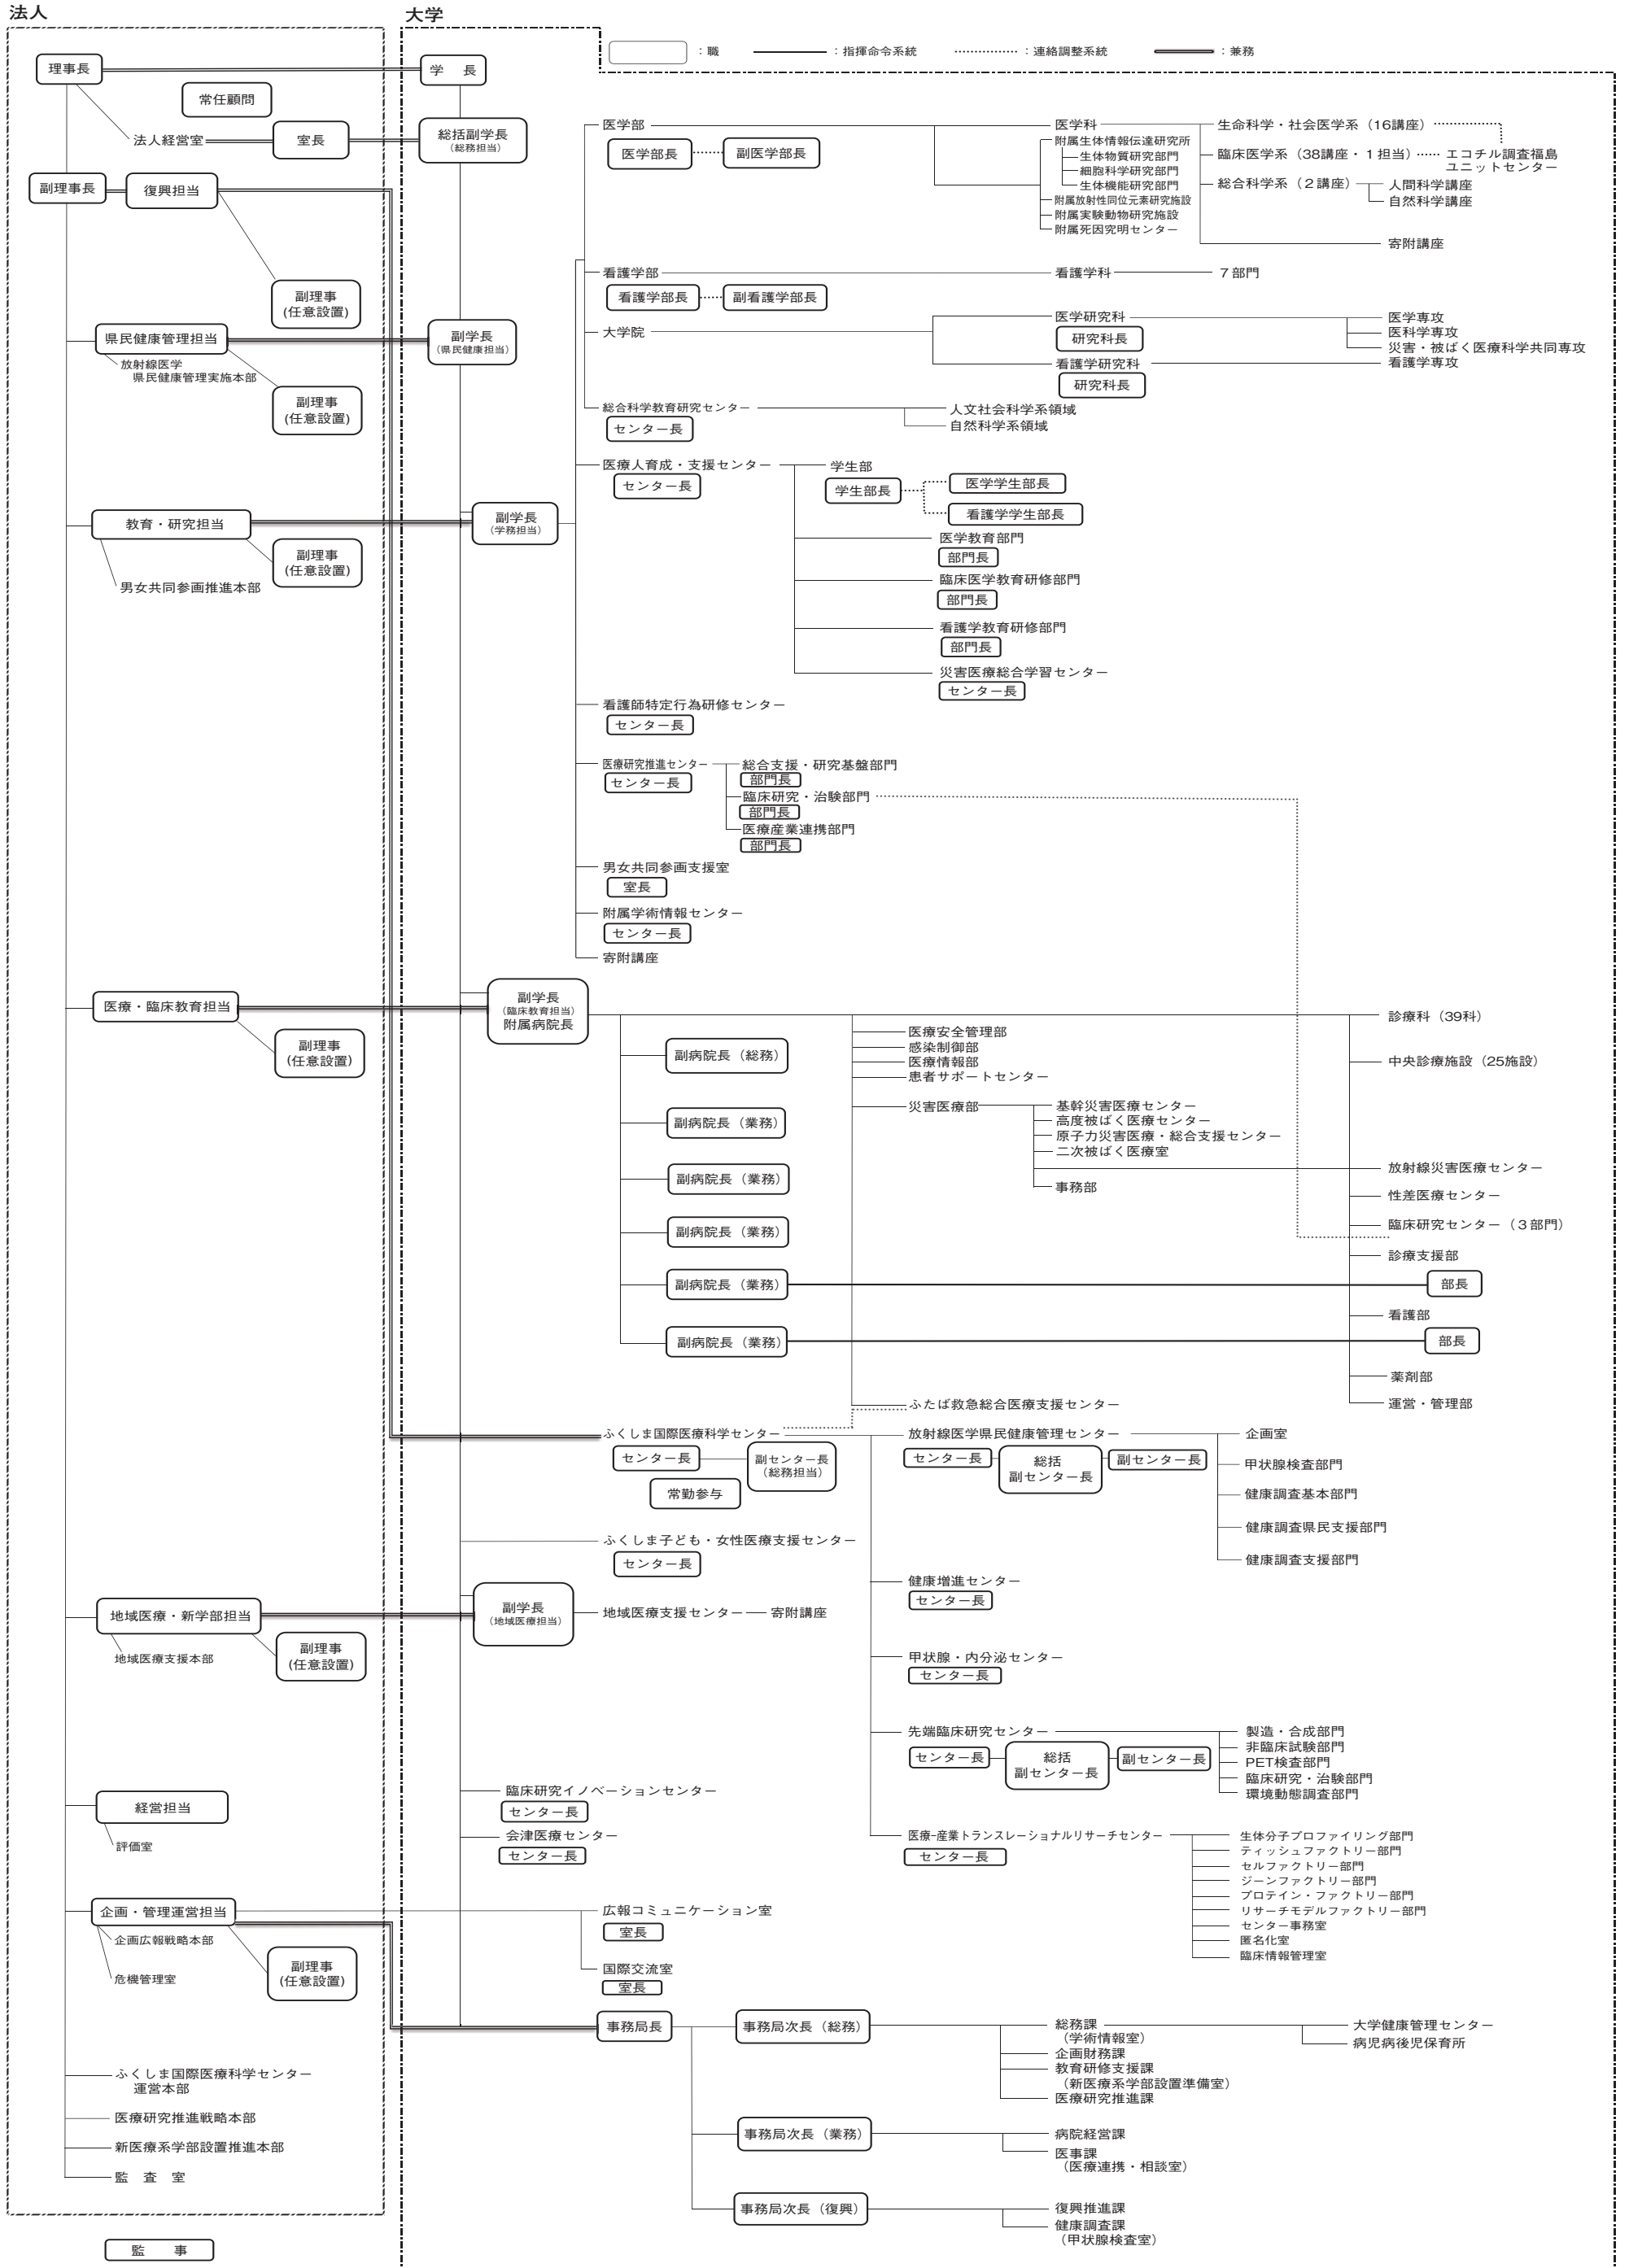 法人
大学
：職
：指揮命令系統
：連絡調整系統
：兼務
理事長
学　長
常任顧問
法人経営室
室長
総括副学長
（総務担当）
副理事長
復興担当
副理事
(任意設置)
県民健康管理担当
放射線医学
県民健康管理実施本部
副理事
(任意設置)
副学長
（県民健康担当）
教育・研究担当
副理事
(任意設置)
男女共同参画推進本部
副学長
（学務担当）
医学部
医学部長
副医学部長
医学科
附属生体情報伝達研究所
生体物質研究部門
細胞科学研究部門
生体機能研究部門
附属放射性同位元素研究施設
附属実験動物研究施設
附属死因究明センター
生命科学・社会医学系（16講座）
臨床医学系（38講座・１担当）
エコチル調査福島
ユニットセンター
総合科学系（２講座）
人間科学講座
自然科学講座
寄附講座
看護学部
看護学部長
副看護学部長
看護学科
７部門
大学院
医学研究科
研究科長
医学専攻
医科学専攻
災害・被ばく医療科学共同専攻
看護学研究科
研究科長
看護学専攻
総合科学教育研究センター
センター長
人文社会科学系領域
自然科学系領域
医療人育成・支援センター
センター長
学生部
学生部長
医学学生部長
看護学学生部長
医学教育部門
部門長
臨床医学教育研修部門
部門長
看護学教育研修部門
部門長
災害医療総合学習センター
センター長
看護師特定行為研修センター
センター長
医療研究推進センター
センター長
総合支援・研究基盤部門
部門長
臨床研究・治験部門
部門長
医療産業連携部門
部門長
男女共同参画支援室
室長
附属学術情報センター
センター長
寄附講座
医療・臨床教育担当
副理事
(任意設置)
副学長
（臨床教育担当）
附属病院長
副病院長（総務）
副病院長（業務）
副病院長（業務）
副病院長（業務）
副病院長（業務）
副病院長（業務）
医療安全管理部
感染制御部
医療情報部
患者サポートセンター
災害医療部
基幹災害医療センター
高度被ばく医療センター
原子力災害医療・総合支援センター
二次被ばく医療室
事務部
診療科（39科）
中央診療施設（25施設）
放射線災害医療センター
性差医療センター
臨床研究センター（３部門）
診療支援部
部長
看護部
部長
薬剤部
運営・管理部
ふたば救急総合医療支援センター
ふくしま国際医療科学センター
センター長
副センター長
（総務担当）
常勤参与
放射線医学県民健康管理センター
センター長
総括
副センター長
副センター長
企画室
甲状腺検査部門
健康調査基本部門
健康調査県民支援部門
健康調査支援部門
ふくしま子ども・女性医療支援センター
センター長
健康増進センター
センター長
地域医療・新学部担当
地域医療支援本部
副理事
(任意設置)
副学長
（地域医療担当）
地域医療支援センター
寄附講座
甲状腺・内分泌センター
センター長
先端臨床研究センター
センター長
総括
副センター長
副センター長
製造・合成部門
非臨床試験部門
PET検査部門
臨床研究・治験部門
環境動態調査部門
経営担当
評価室
臨床研究イノベーションセンター
センター長
会津医療センター
センター長
医療-産業トランスレーショナルリサーチセンター
センター長
生体分子プロファイリング部門
ティッシュファクトリー部門
セルファクトリー部門
ジーンファクトリー部門
プロテイン・ファクトリー部門
リサーチモデルファクトリー部門
センター事務室
匿名化室
臨床情報管理室
企画・管理運営担当
企画広報戦略本部
危機管理室
副理事
(任意設置)
広報コミュニケーション室
室長
国際交流室
室長
事務局長
事務局次長（総務）
総務課
（学術情報室）
企画財務課
教育研修支援課
（新医療系学部設置準備室）
医療研究推進課
大学健康管理センター
病児病後児保育所
事務局次長（業務）
病院経営課
医事課
（医療連携・相談室）
事務局次長（復興）
復興推進課
健康調査課
（甲状腺検査室）
ふくしま国際医療科学センター
運営本部
医療研究推進戦略本部
新医療系学部設置推進本部
監　査　室
監　　事